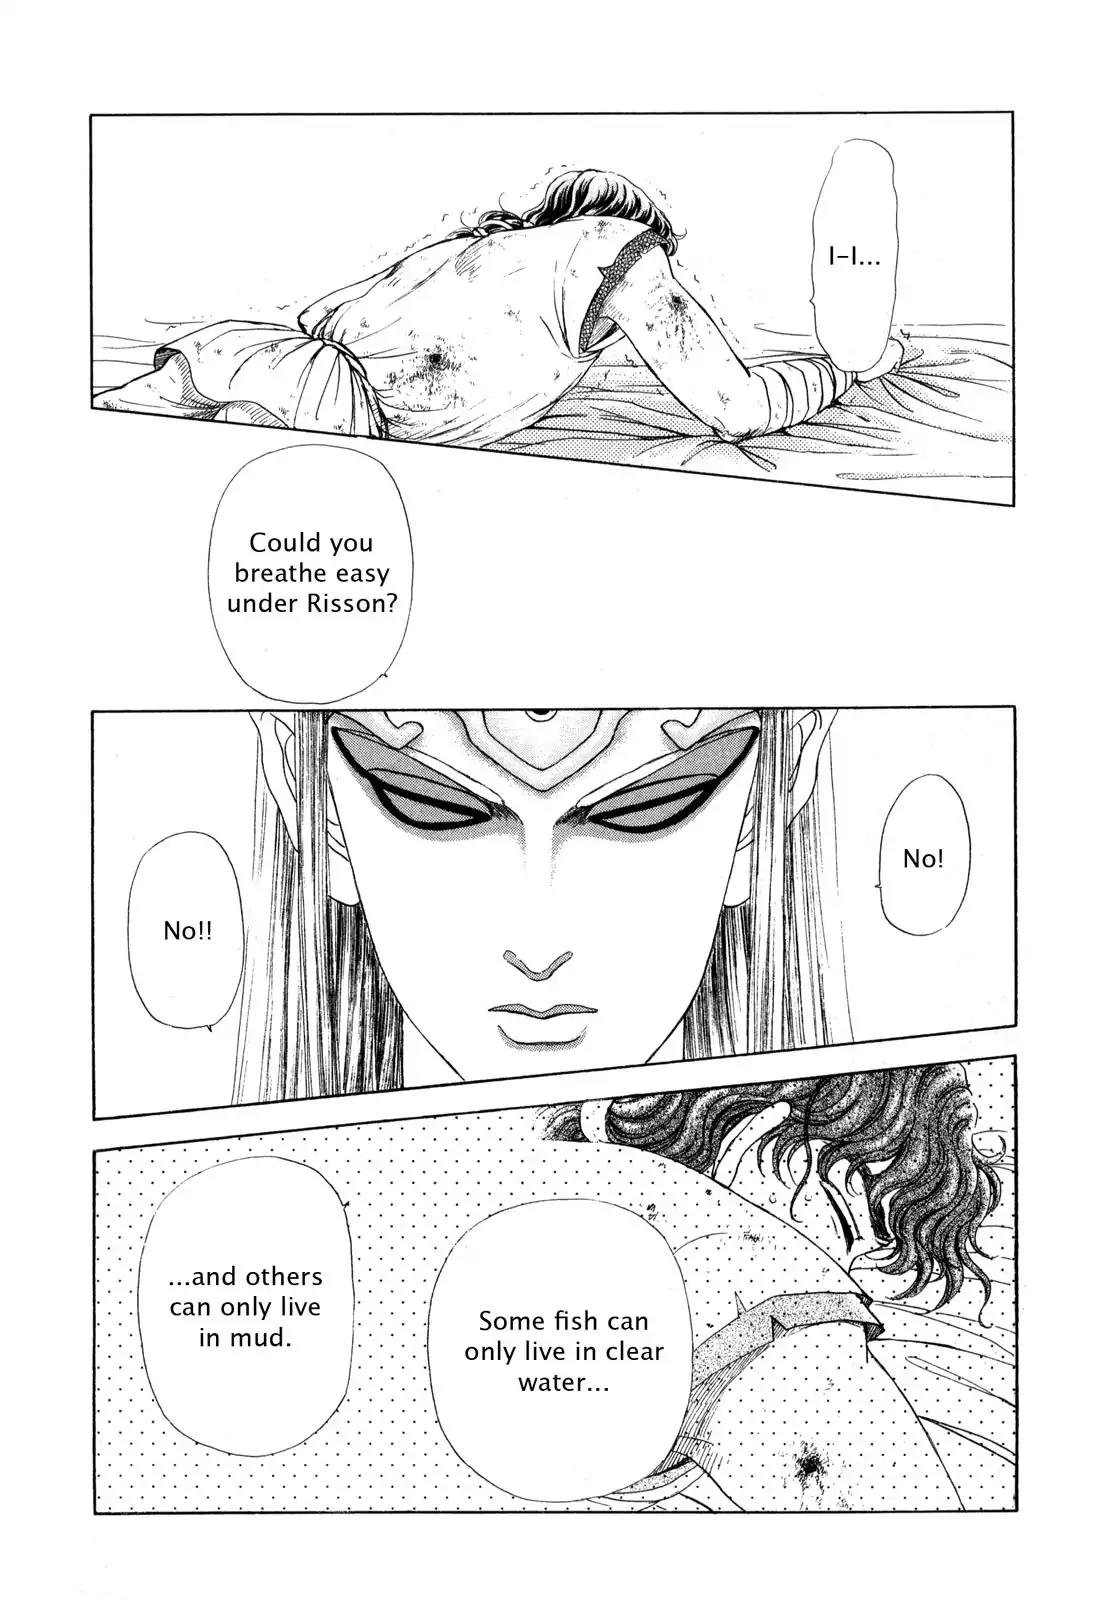 I-I...
Could you
breathe easy
under Risson?
No!
No!!
Some fish can
only live in clear
water...
...and others
can only live
in mud.